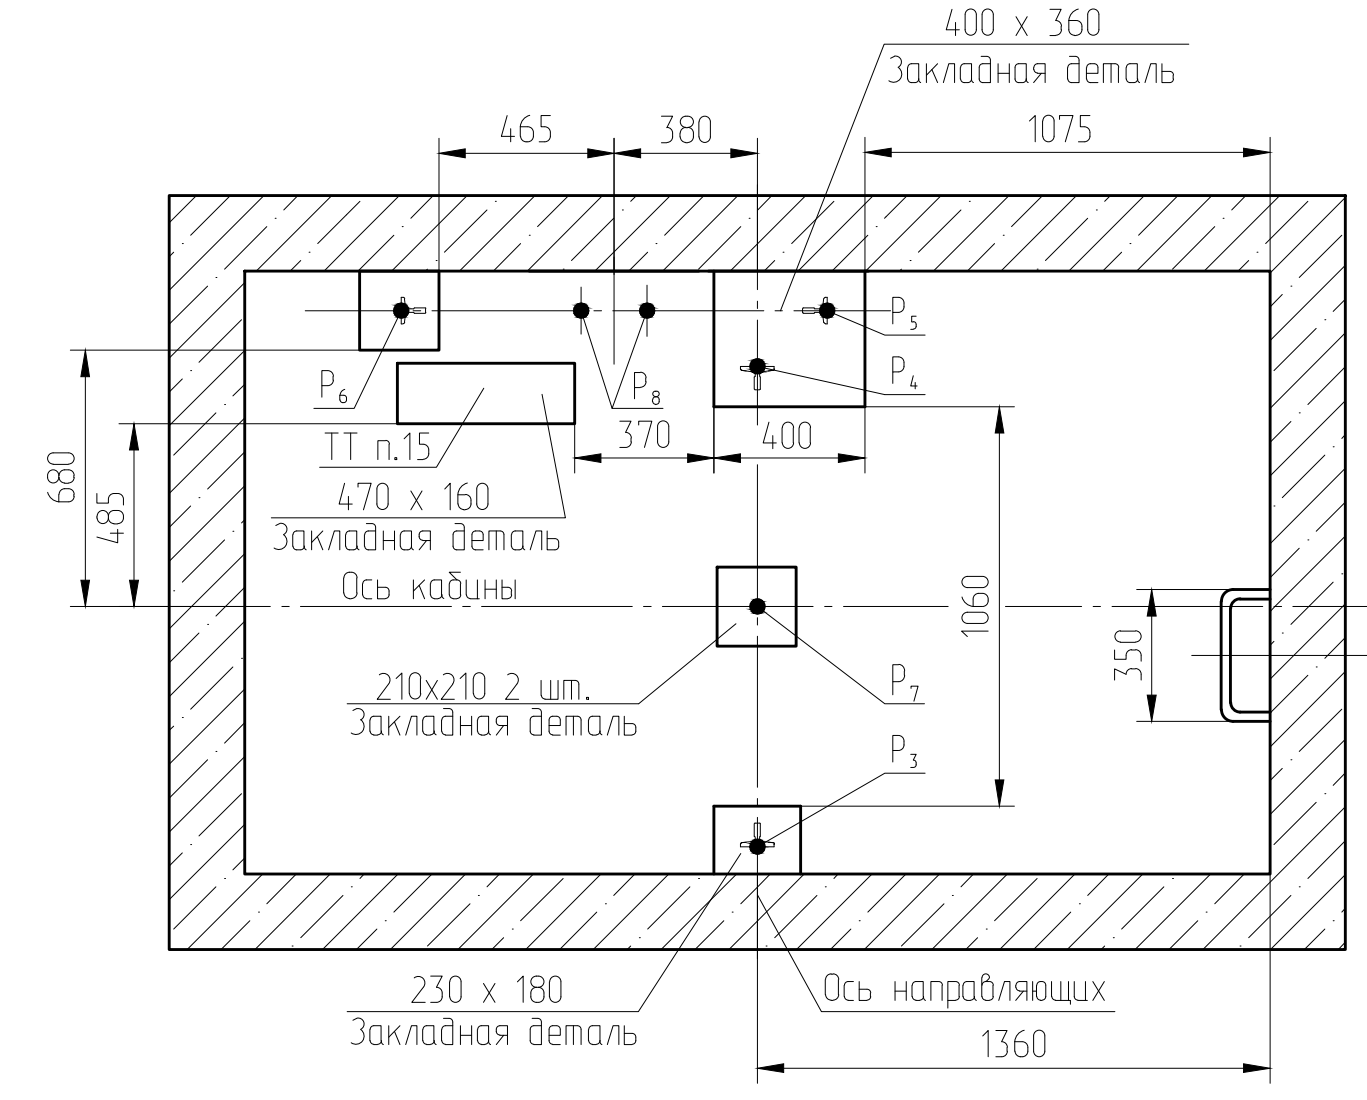 400 x 360
Закладная деталь
465
380
1075
P5
P4
P6
P8
370
400
ТТ п.15
680
485
470 x 160
Закладная деталь
Ось кабины
1060
350
210x210 2 шт.
Закладная деталь
P7
P3
230 x 180
Закладная деталь
Ось направляющих
1360